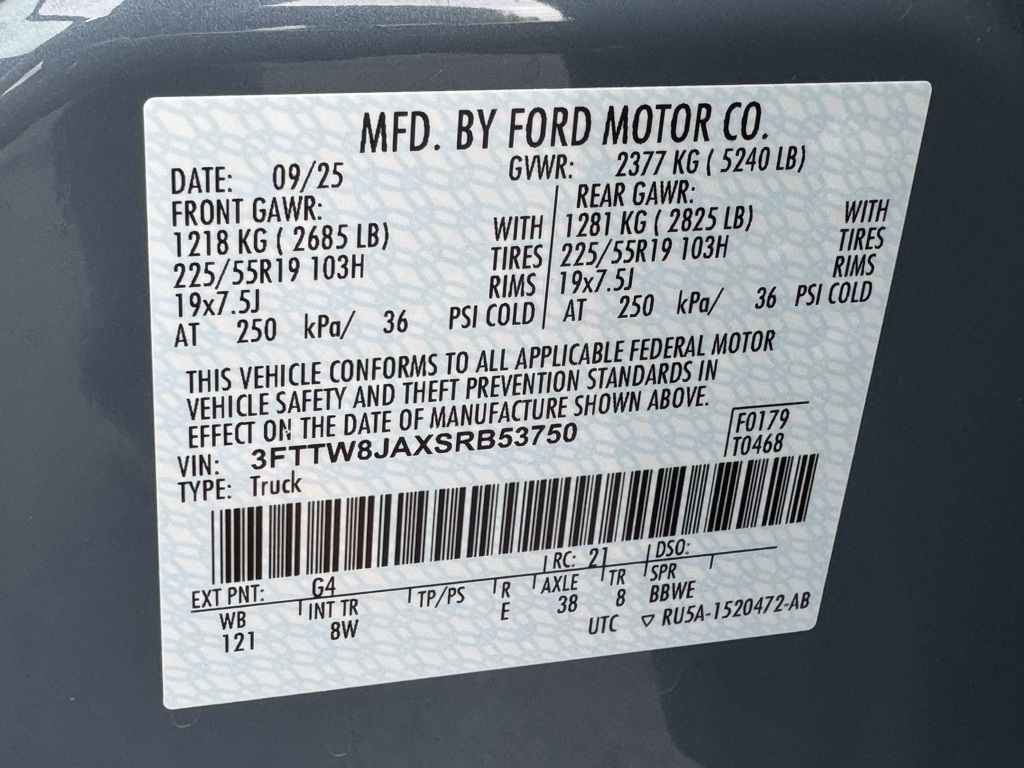 MFD. BY FORD MOTOR CO.
DATE: 09/25 GVWR: 2377 KG ( 5240 LB)
FRONT GAWR: REAR GAWR:
1218 KG ( 2685 LB) WITH 1281 KG ( 2825 LB) WITH
225/55R19 103H TIRES 225/55R19 103H TIRES
19x7.5J RIMS 19x7.5J RIMS
AT 250 kPa/ 36 PSI COLD AT 250 kPa/ 36 PSI COLD
THIS VEHICLE CONFORMS TO ALL APPLICABLE FEDERAL MOTOR
VEHICLE SAFETY AND THEFT PREVENTION STANDARDS IN
EFFECT ON THE DATE OF MANUFACTURE SHOWN ABOVE.
VIN: 3FTTW8JAXSRB53750 F0179
TYPE: Truck T0468
EXT PNT: G4 RC: 21 DSO:
WB INT TR TP/PS R AXLE TR SPR
121 8W E 38 8 BBWE
UTC ▽ RU5A-1520472-AB